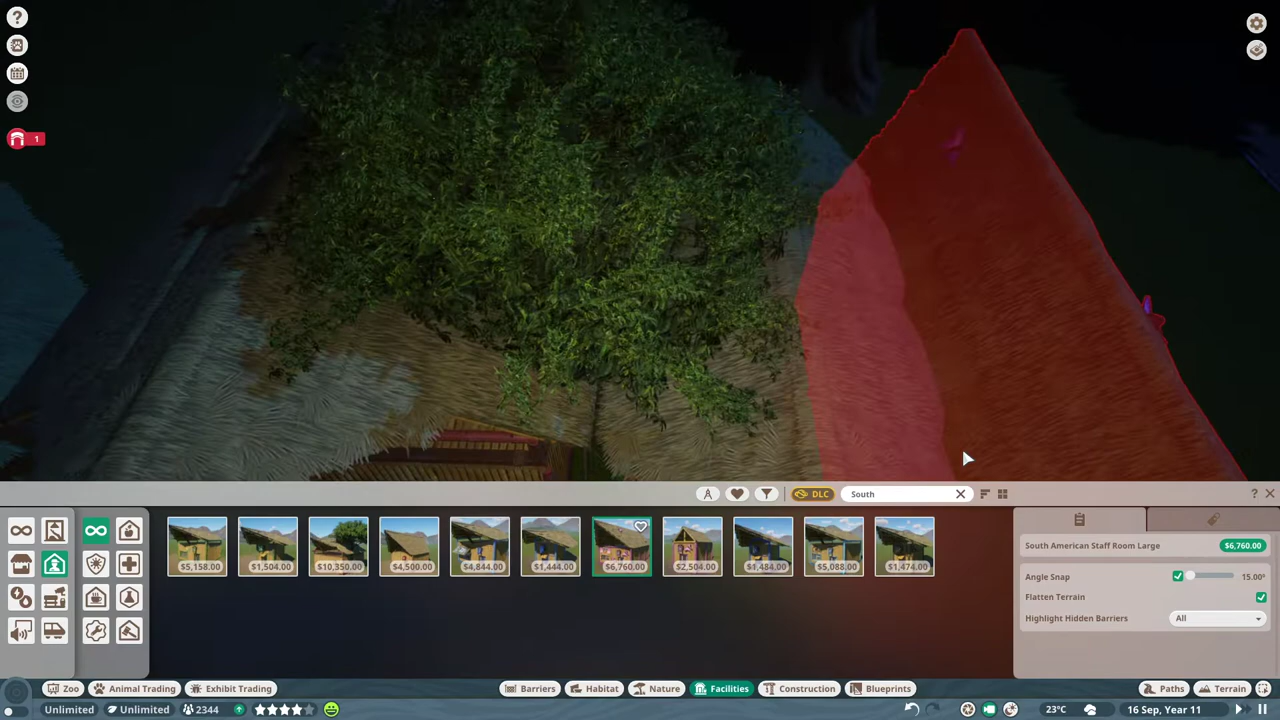 1
DLC
South
?
$5,158.00
$1,504.00
$10,350.00
$4,500.00
$4,844.00
$1,444.00
$6,760.00
$2,504.00
$1,484.00
$5,088.00
$1,474.00
South American Staff Room Large
$6,760.00
Angle Snap
15.00°
Flatten Terrain
Highlight Hidden Barriers
All
Zoo
Animal Trading
Exhibit Trading
Barriers
Habitat
Nature
Facilities
Construction
Blueprints
Paths
Terrain
Unlimited
Unlimited
2344
23°C
16 Sep, Year 11